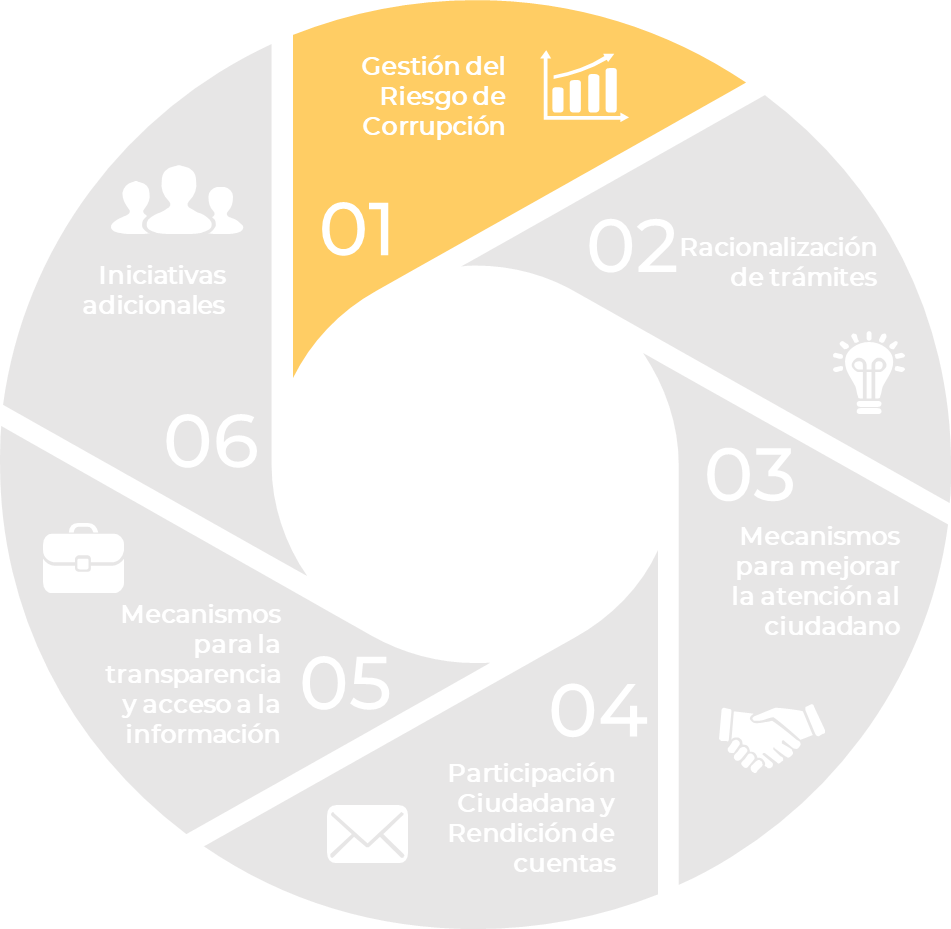 Gestión del
Riesgo de
Corrupción
01
02
Racionalización
de trámites
03
Mecanismos
para mejorar
la atención al
ciudadano
04
Participación
Ciudadana y
Rendición de
cuentas
05
Mecanismos
para la
transparencia
y acceso a la
información
06
Iniciativas
adicionales